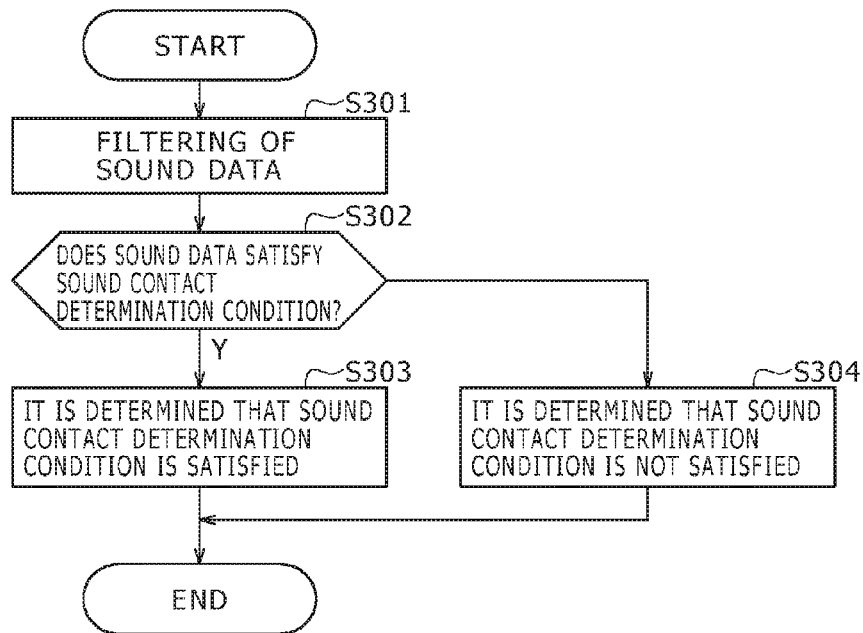 START
S301
FILTERING OF
SOUND DATA
S302
DOES SOUND DATA SATISFY
SOUND CONTACT
DETERMINATION CONDITION?
Y
S303
IT IS DETERMINED THAT SOUND
CONTACT DETERMINATION
CONDITION IS SATISFIED
S304
IT IS DETERMINED THAT SOUND
CONTACT DETERMINATION
CONDITION IS NOT SATISFIED
END